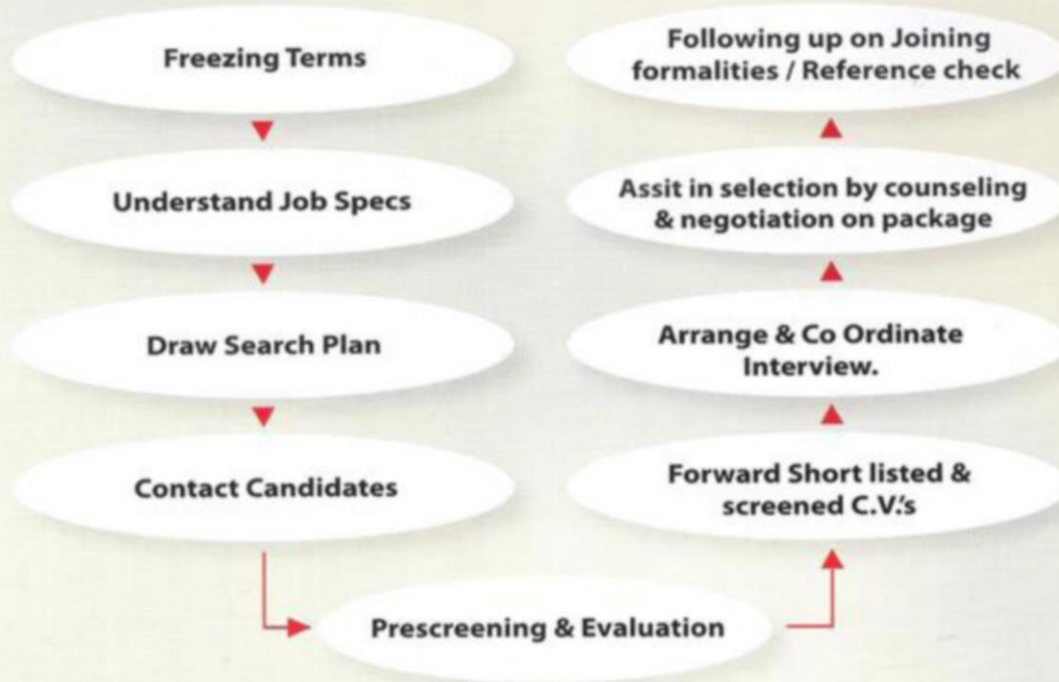 Freezing Terms
Understand Job Specs
Draw Search Plan
Contact Candidates
Prescreening & Evaluation
Forward Short listed &
screened C.V.'s
Arrange & Co Ordinate
Interview.
Assit in selection by counseling
& negotiation on package
Following up on Joining
formalities / Reference check